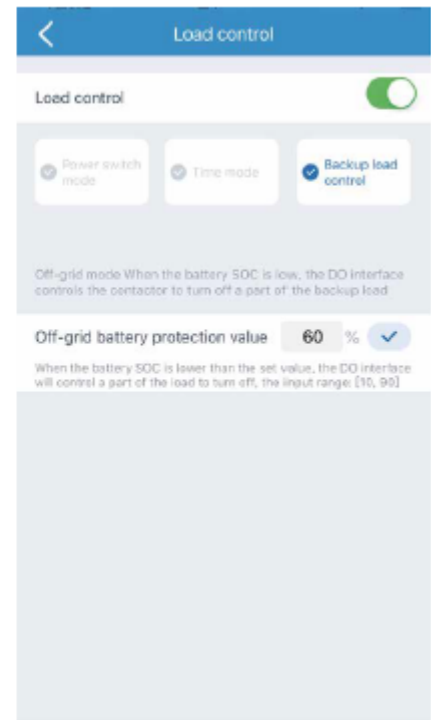 Load control
Load control
Power switch
mode
Time mode
Backup load
control
Off-grid mode When the battery SOC is low, the DO interface
controls the contactor to turn off a part of the backup load
Off-grid battery protection value 60 %
When the battery SOC is lower than the set value, the DO interface
will control a part of the load to turn off, the iinput range: [10, 90]